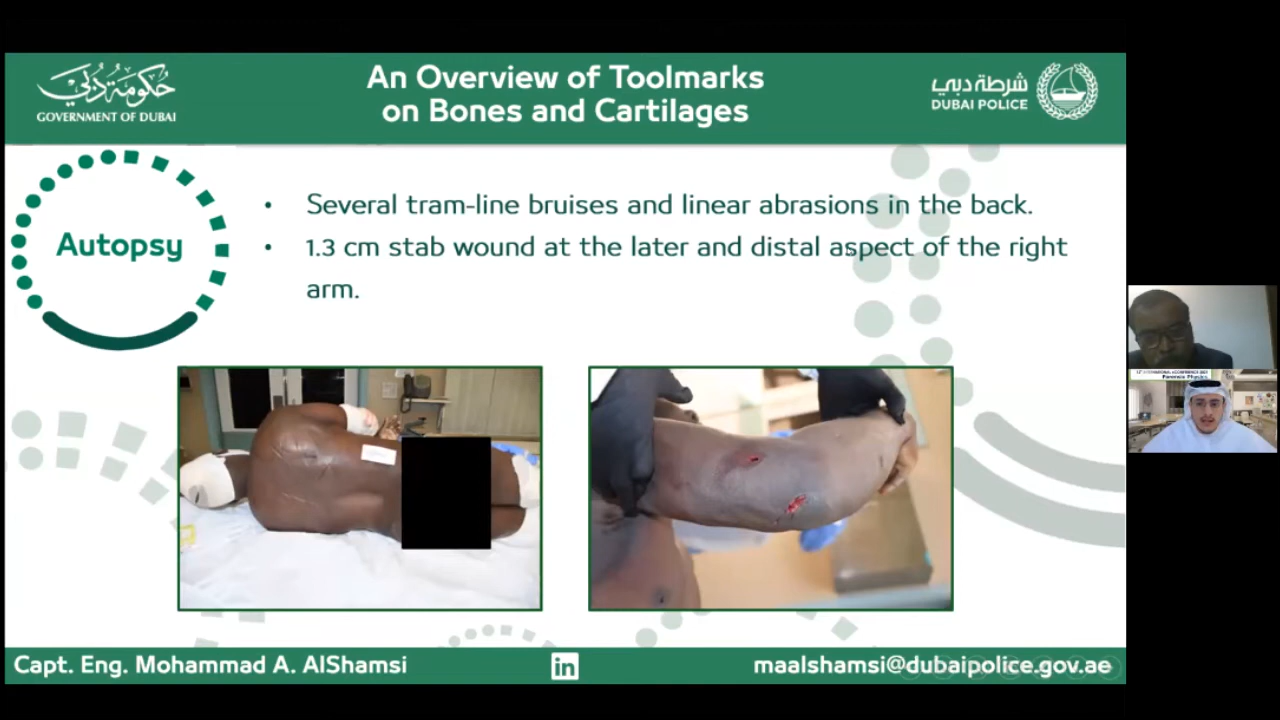 حكومة دبي
GOVERNMENT OF DUBAI
An Overview of Toolmarks
on Bones and Cartilages
شرطة دبي
DUBAI POLICE
Autopsy
• Several tram-line bruises and linear abrasions in the back.
• 1.3 cm stab wound at the later and distal aspect of the right
arm.
Capt. Eng. Mohammad A. AlShamsi
in
maalshamsi@dubaipolice.gov.ae
Forensic Physics